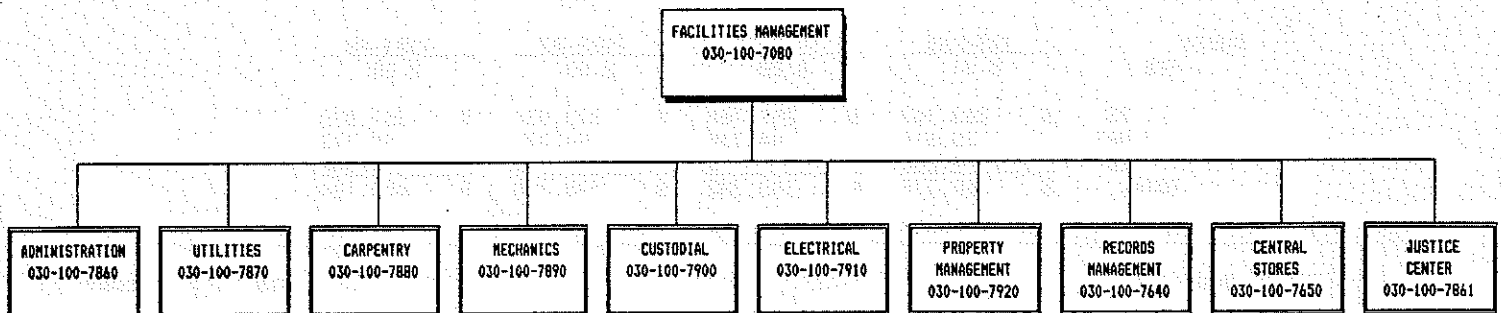 FACILITIES MANAGEMENT
030-100-7080
ADMINISTRATION
030-100-7860
UTILITIES
030-100-7870
CARPENTRY
030-100-7880
MECHANICS
030-100-7890
CUSTODIAL
030-100-7900
ELECTRICAL
030-100-7910
PROPERTY
MANAGEMENT
030-100-7920
RECORDS
MANAGEMENT
030-100-7640
CENTRAL
STORES
030-100-7650
JUSTICE
CENTER
030-100-7861